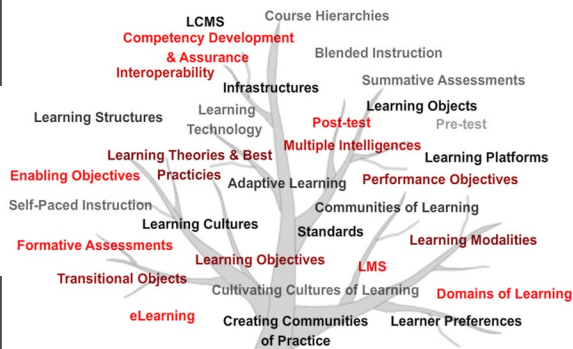 LCMS
Course Hierarchies
Competency Development
& Assurance
Blended Instruction
Interoperability
Infrastructures
Summative Assessments
Learning Structures
Learning
Technology
Learning Objects
Post-test
Pre-test
Multiple Intelligences
Learning Theories & Best
Practicies
Learning Platforms
Enabling Objectives
Adaptive Learning
Performance Objectives
Self-Paced Instruction
Communities of Learning
Learning Cultures
Standards
Formative Assessments
Learning Modalities
Learning Objectives
LMS
Transitional Objects
Cultivating Cultures of Learning
Domains of Learning
eLearning
Creating Communities
of Practice
Learner Preferences